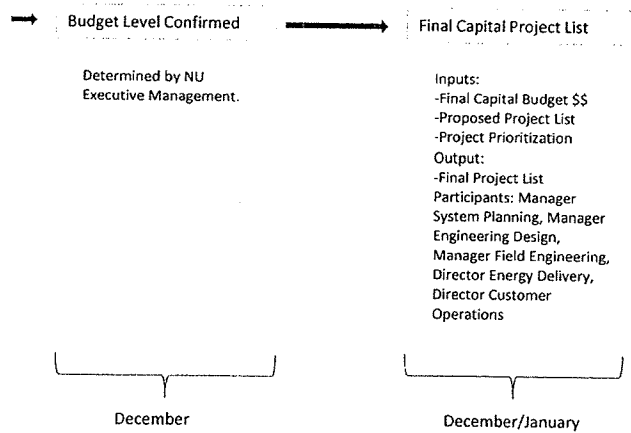 Budget Level Confirmed
Final Capital Project List
Determined by NU
Executive Management.
Inputs:
-Final Capital Budget $$
-Proposed Project List
-Project Prioritization
Output:
-Final Project List
Participants: Manager
System Planning, Manager
Engineering Design,
Manager Field Engineering,
Director Energy Delivery,
Director Customer
Operations
December
December/January